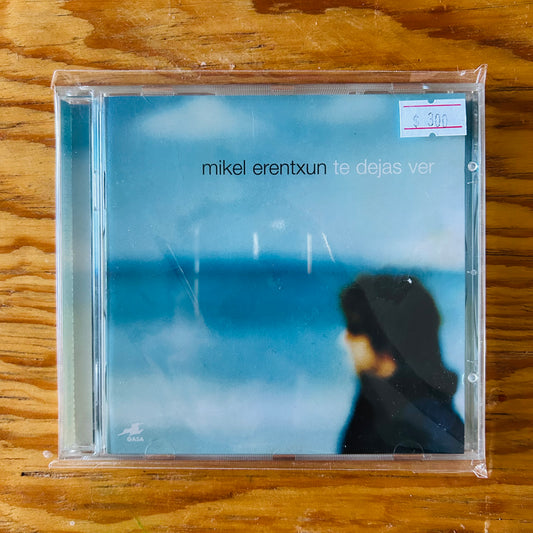 $ 300
mikel erentxun te dejas ver
GASA